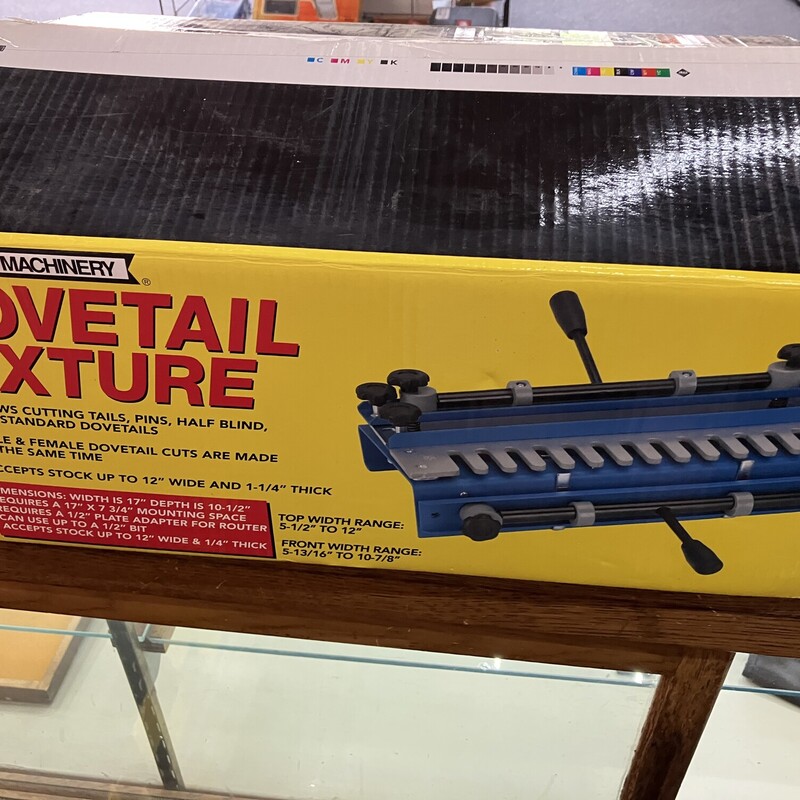 C M Y K
MACHINERY
®
OVETAIL
XTURE
WS CUTTING TAILS, PINS, HALF BLIND,
STANDARD DOVETAILS
LE & FEMALE DOVETAIL CUTS ARE MADE
THE SAME TIME
CCEPTS STOCK UP TO 12" WIDE AND 1-1/4" THICK
IMENSIONS: WIDTH IS 17" DEPTH IS 10-1/2"
EQUIRES A 17" X 7 3/4" MOUNTING SPACE
REQUIRES A 1/2" PLATE ADAPTER FOR ROUTER
CAN USE UP TO A 1/2" BIT
ACCEPTS STOCK UP TO 12" WIDE & 1/4" THICK
TOP WIDTH RANGE:
5-1/2" TO 12"
FRONT WIDTH RANGE:
5-13/16" TO 10-7/8"